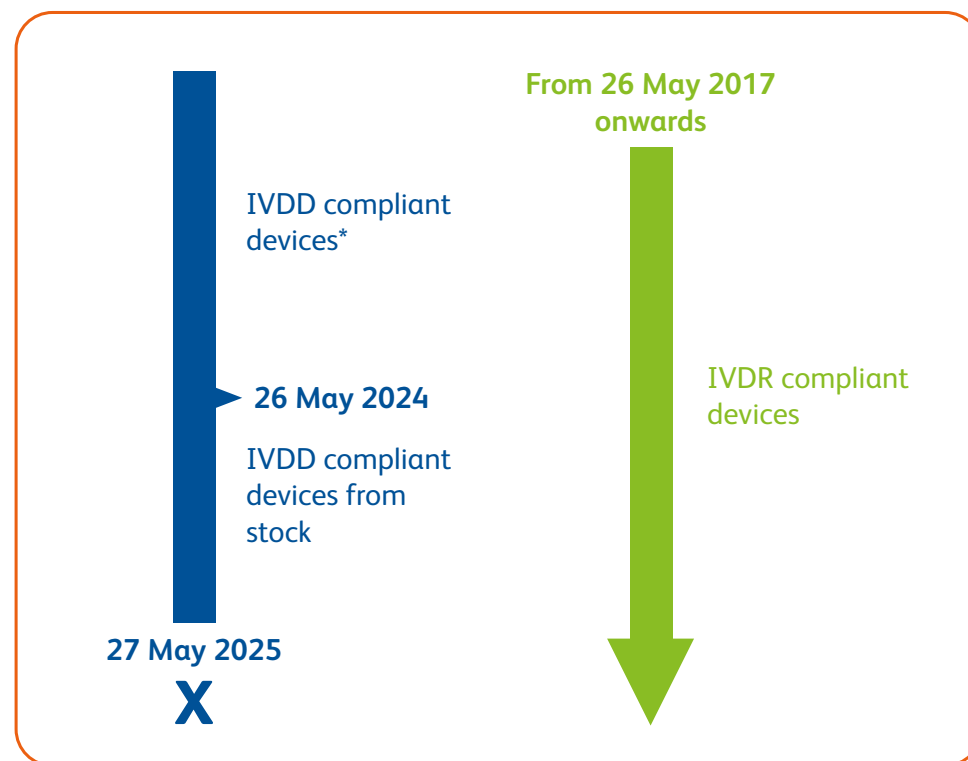 From 26 May 2017
onwards
IVDD compliant
devices*
26 May 2024
IVDD compliant
devices from
stock
27 May 2025
X
IVDR compliant
devices